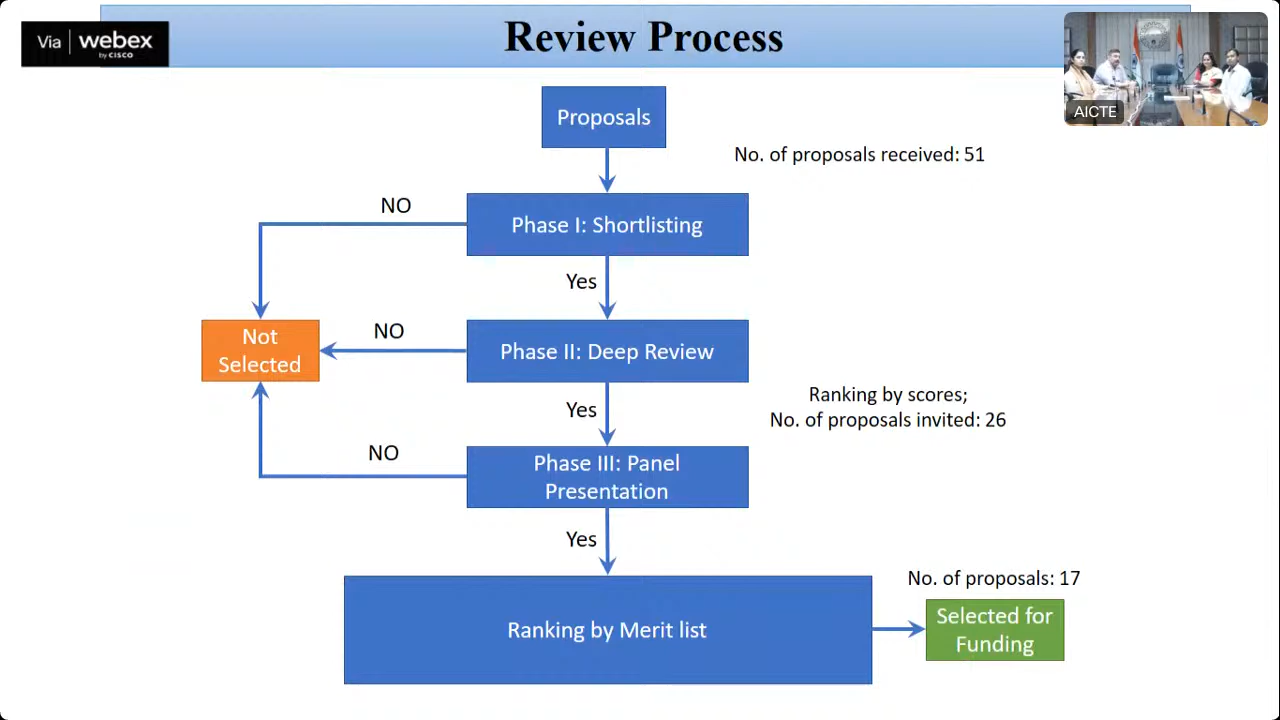 Review Process
Via webex
by CISCO
AICTE
Proposals
No. of proposals received: 51
NO
Phase I: Shortlisting
Yes
Not
Selected
NO
Phase II: Deep Review
Yes
Ranking by scores;
No. of proposals invited: 26
NO
Phase III: Panel
Presentation
Yes
No. of proposals: 17
Ranking by Merit list
Selected for
Funding